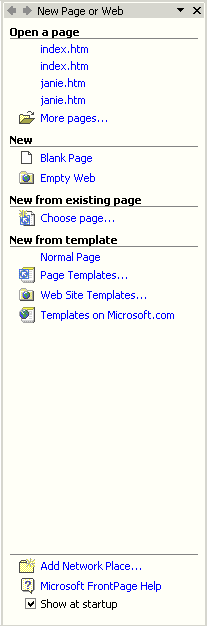 New Page or Web
Open a page
index.htm
index.htm
janie.htm
janie.htm
More pages...
New
Blank Page
Empty Web
New from existing page
Choose page...
New from template
Normal Page
Page Templates...
Web Site Templates...
Templates on Microsoft.com
Add Network Place...
Microsoft FrontPage Help
Show at startup